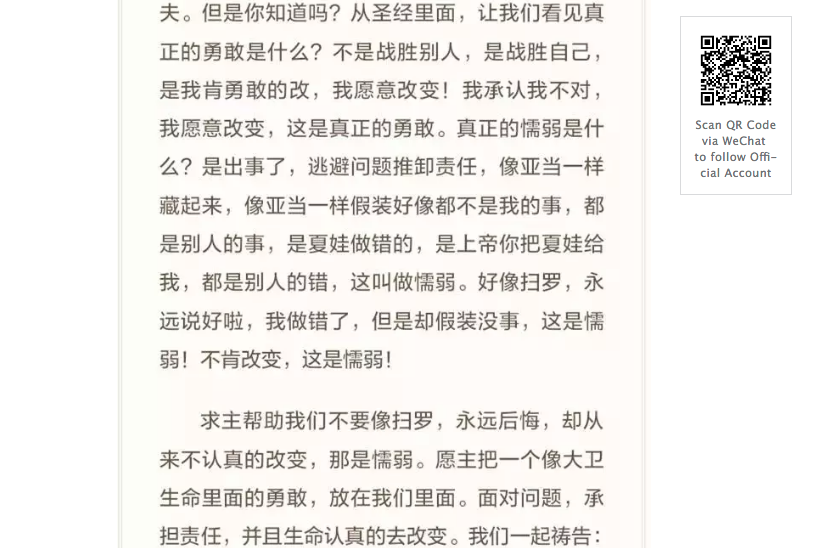 夫。但是你知道吗？从圣经里面，让我们看见真
正的勇敢是什么？不是战胜别人，是战胜自己，
是我肯勇敢的改，我愿意改变！我承认我不对，
我愿意改变，这是真正的勇敢。真正的懦弱是什
么？是出事了，逃避问题推卸责任，像亚当一样
藏起来，像亚当一样假装好像都不是我的事，都
是别人的事，是夏娃做错的，是上帝你把夏娃给
我，都是别人的错，这叫做懦弱。好像扫罗，永
远说好啦，我做错了，但是却假装没事，这是懦
弱！不肯改变，这是懦弱！
求主帮助我们不要像扫罗，永远后悔，却从
来不认真的改变，那是懦弱。愿主把一个像大卫
生命里面的勇敢，放在我们里面。面对问题，承
担责任，并且生命认真的去改变。我们一起祷告：
Scan QR Code
via WeChat
to follow Offi-
cial Account